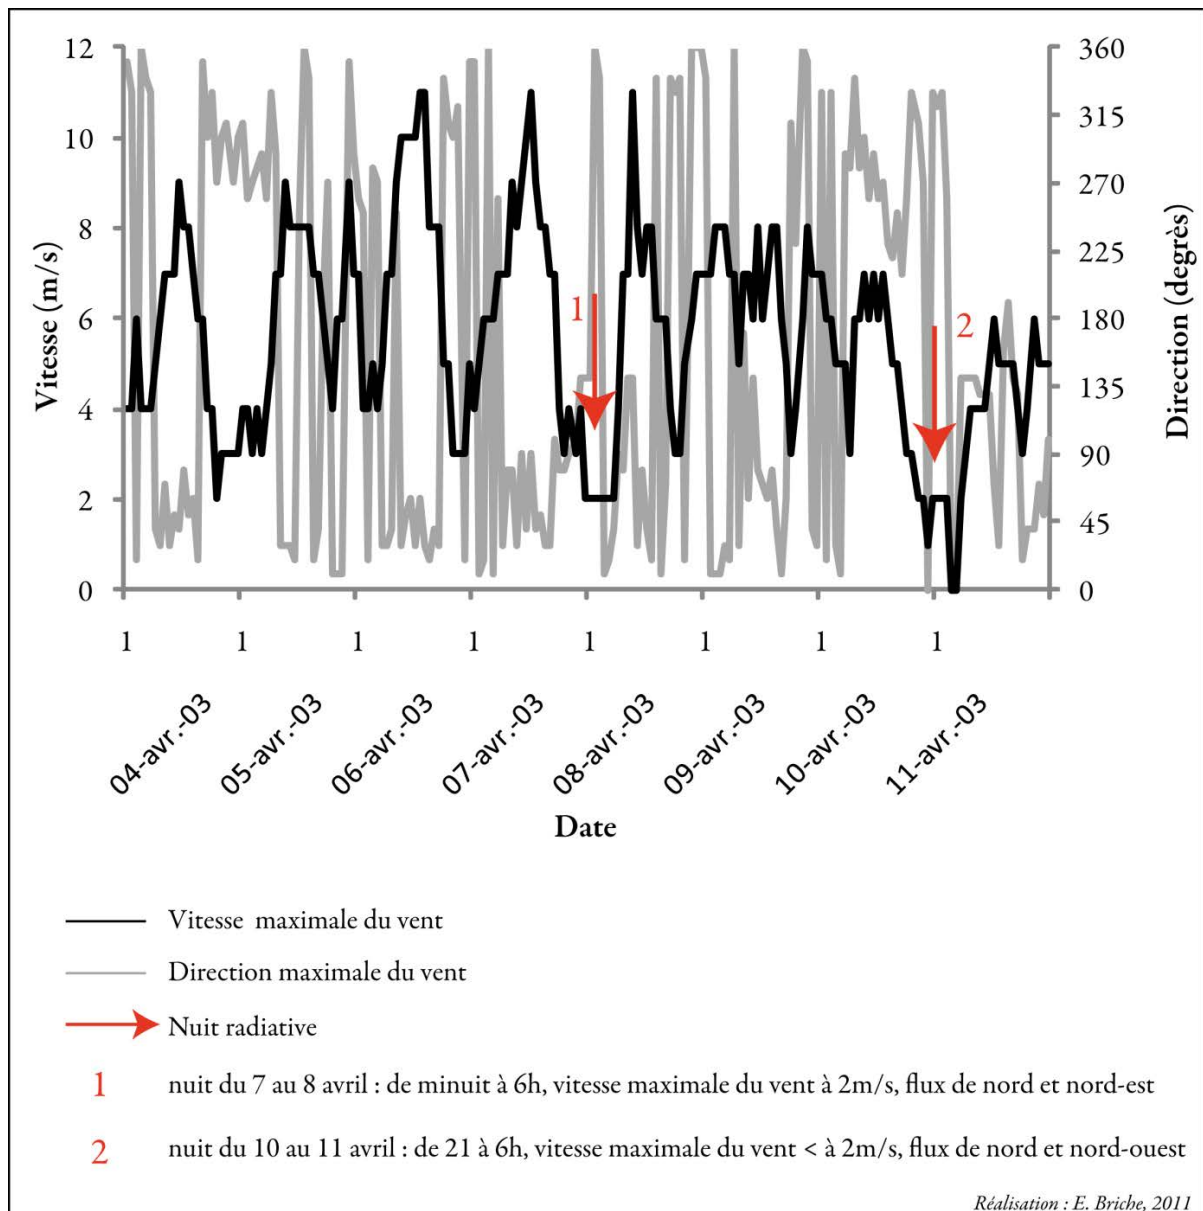 12
10
8
6
4
2
0
Vitesse (m/s)
360
315
270
225
180
135
90
45
0
Direction (degrès)
1
2
1 1 1 1 1 1 1 1
04-avr.-03
05-avr.-03
06-avr.-03
07-avr.-03
08-avr.-03
09-avr.-03
10-avr.-03
11-avr.-03
Date
Vitesse maximale du vent
Direction maximale du vent
Nuit radiative
1 nuit du 7 au 8 avril : de minuit à 6h, vitesse maximale du vent à 2m/s, flux de nord et nord-est
2 nuit du 10 au 11 avril : de 21 à 6h, vitesse maximale du vent < à 2m/s, flux de nord et nord-ouest
Réalisation : E. Briche, 2011